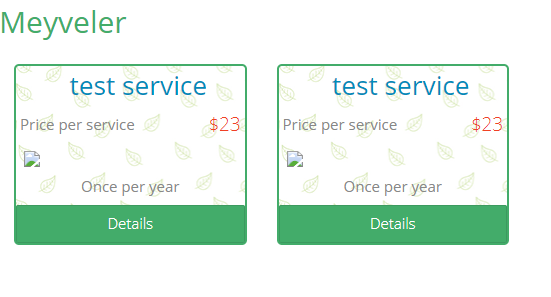 Meyveler
test service
Price per service $23
Once per year
Details
test service
Price per service $23
Once per year
Details